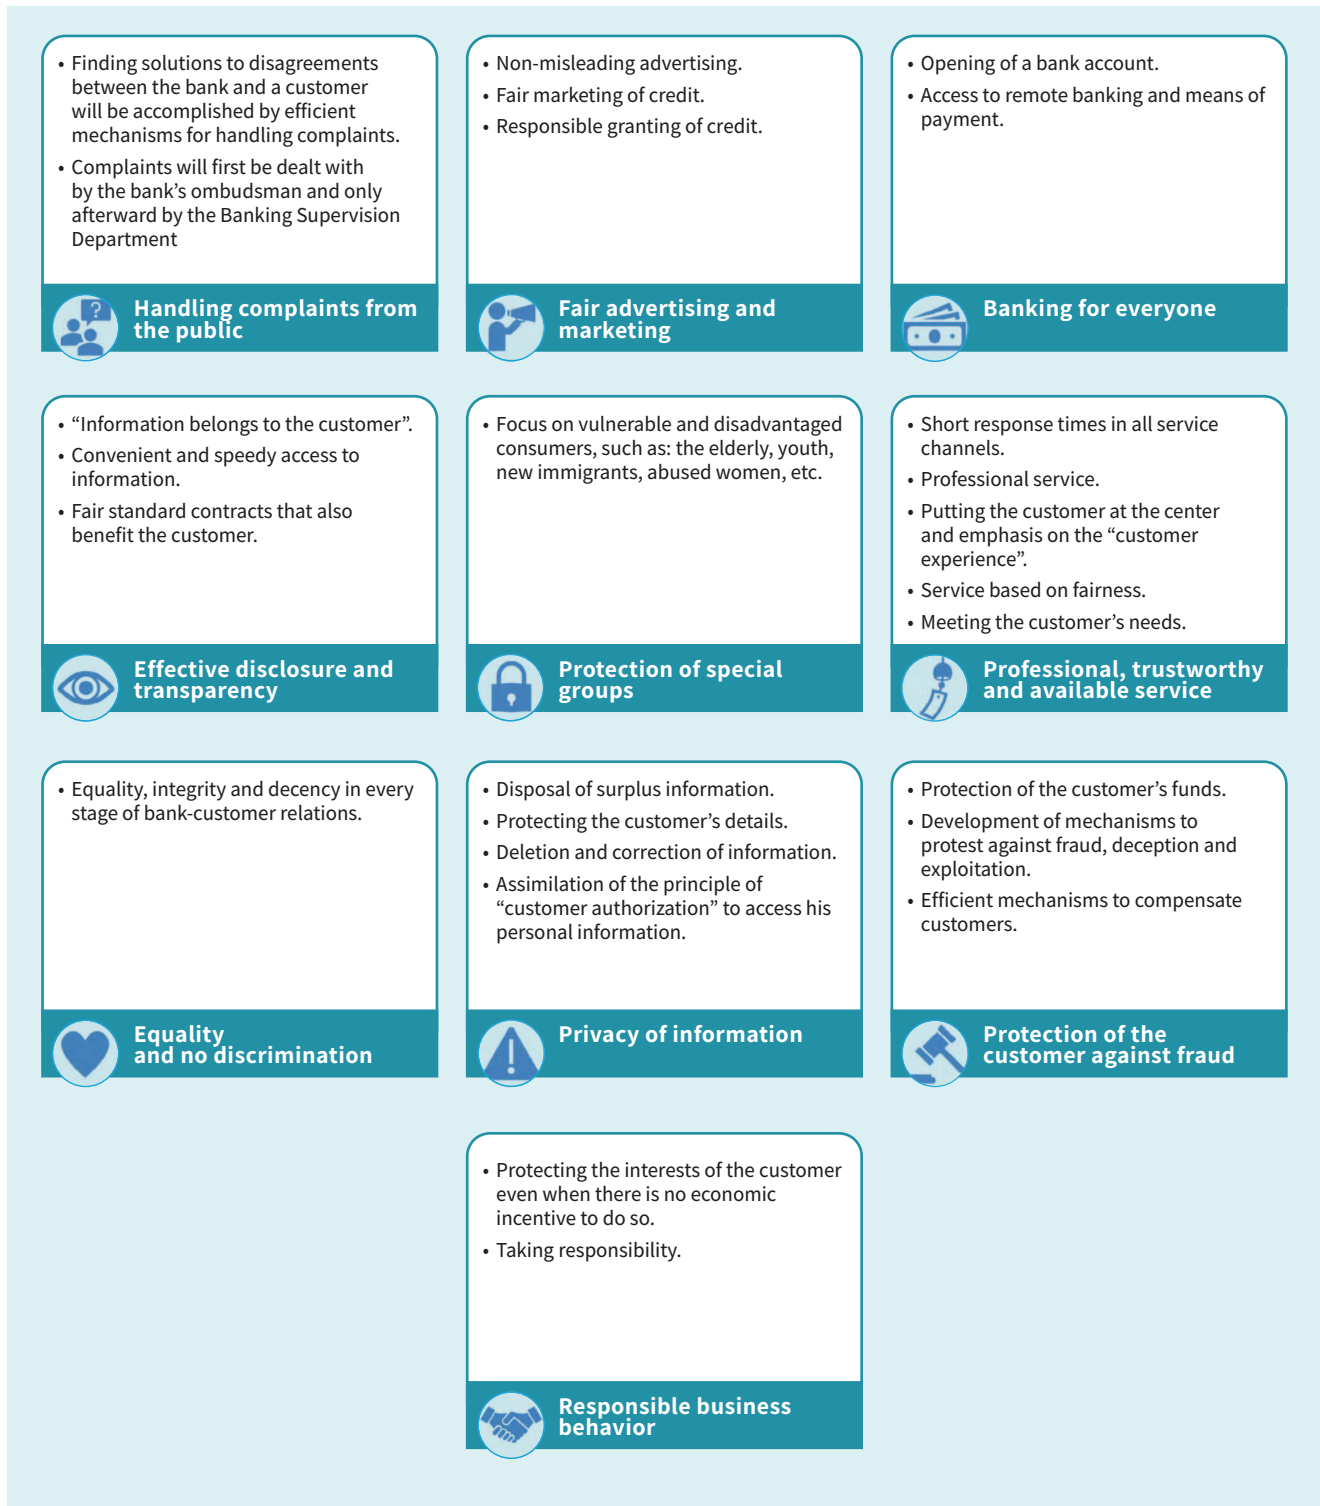 • Finding solutions to disagreements
between the bank and a customer
will be accomplished by efficient
mechanisms for handling complaints.
• Complaints will first be dealt with
by the bank’s ombudsman and only
afterward by the Banking Supervision
Department
Handling complaints from
the public
• Non-misleading advertising.
• Fair marketing of credit.
• Responsible granting of credit.
Fair advertising and
marketing
• Opening of a bank account.
• Access to remote banking and means of
payment.
Banking for everyone
• “Information belongs to the customer”.
• Convenient and speedy access to
information.
• Fair standard contracts that also
benefit the customer.
Effective disclosure and
transparency
• Focus on vulnerable and disadvantaged
consumers, such as: the elderly, youth,
new immigrants, abused women, etc.
Protection of special
groups
• Short response times in all service
channels.
• Professional service.
• Putting the customer at the center
and emphasis on the “customer
experience”.
• Service based on fairness.
• Meeting the customer’s needs.
Professional, trustworthy
and available service
• Equality, integrity and decency in every
stage of bank-customer relations.
Equality
and no discrimination
• Disposal of surplus information.
• Protecting the customer’s details.
• Deletion and correction of information.
• Assimilation of the principle of
“customer authorization” to access his
personal information.
Privacy of information
• Protection of the customer’s funds.
• Development of mechanisms to
protest against fraud, deception and
exploitation.
• Efficient mechanisms to compensate
customers.
Protection of the
customer against fraud
• Protecting the interests of the customer
even when there is no economic
incentive to do so.
• Taking responsibility.
Responsible business
behavior